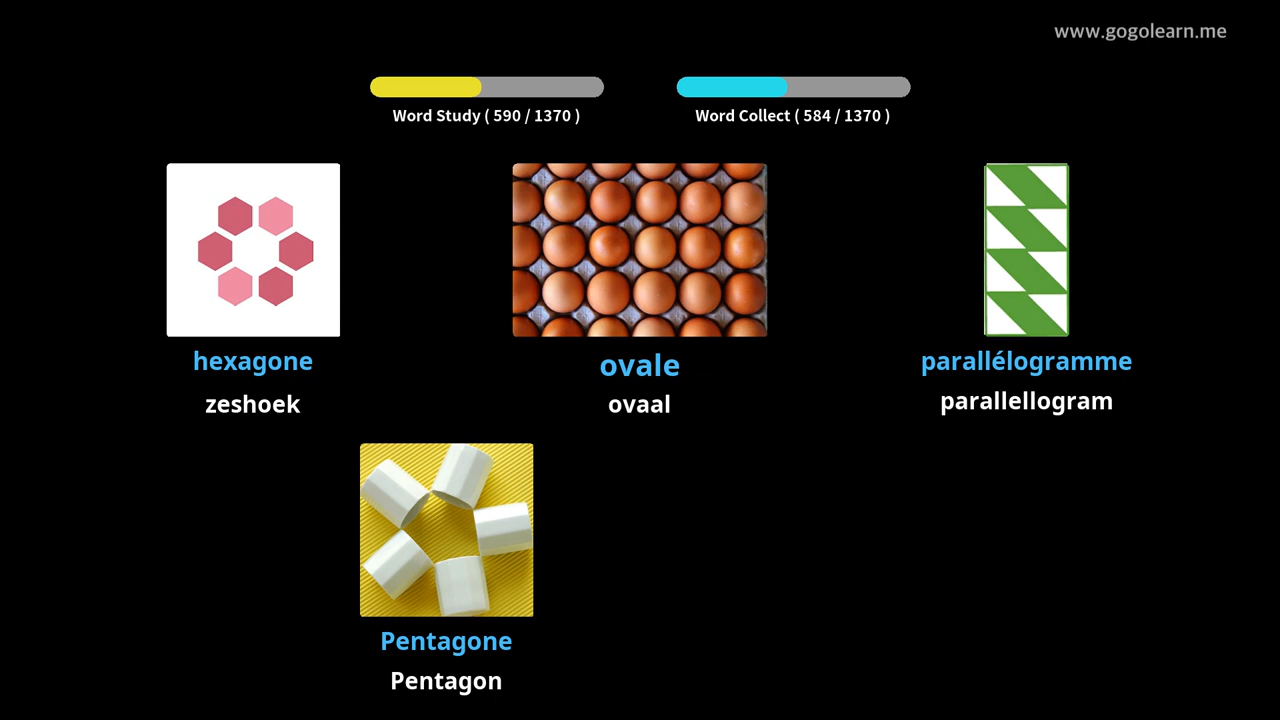 www.gogolearn.me
Word Study ( 590 / 1370 )
Word Collect ( 584 / 1370 )
hexagone
zeshoek
ovale
ovaal
parallélogramme
parallellogram
Pentagone
Pentagon